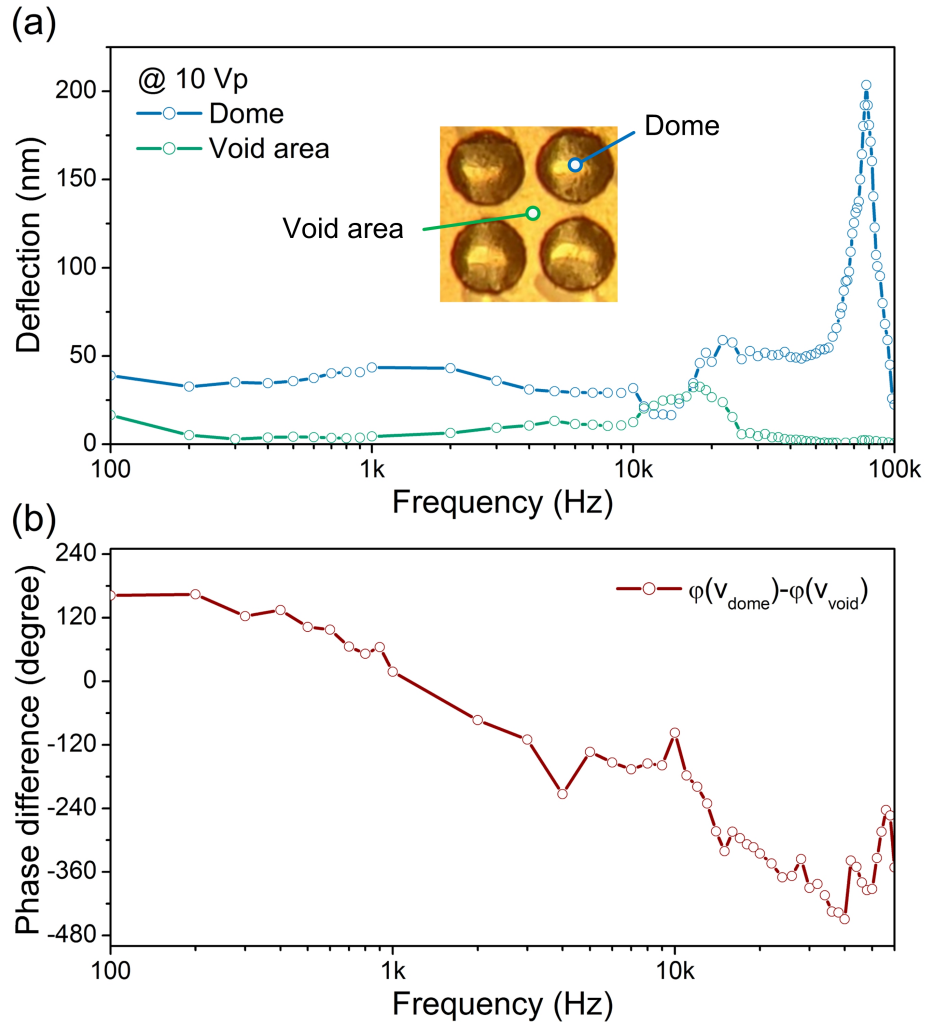 (a)
@ 10 Vp
Dome
Void area
Dome
Void area
Deflection (nm)
200
150
100
50
0
100
1k
10k
100k
Frequency (Hz)
(b)
φ(v_dome)-φ(v_void)
Phase difference (degree)
240
120
0
-120
-240
-360
-480
100
1k
10k
Frequency (Hz)